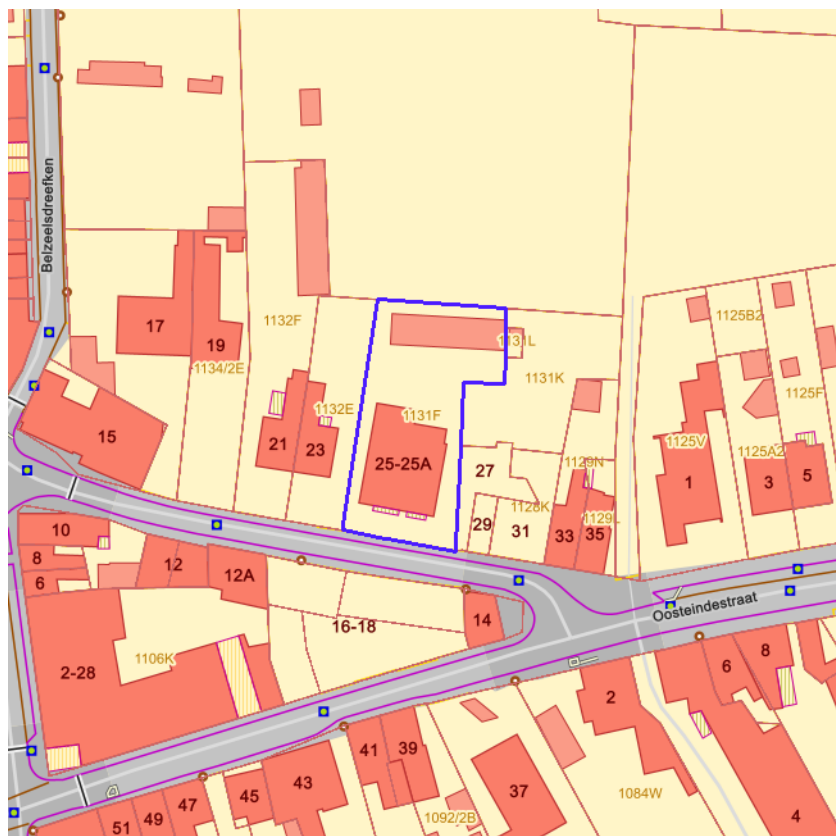 Belzeelsdreefken
17
19
1134/2E
1132F
1132E
21
23
15
1131F
25-25A
1131L
1131K
27
29
31
1128K
1129N
1129L
33
35
1125B2
1125F
1125V
1125A2
1
3
5
10
8
6
12
12A
14
16-18
1106K
2-28
Oosteindestraat
2
6
8
4
1084W
37
1092/2B
39
41
43
45
47
49
51